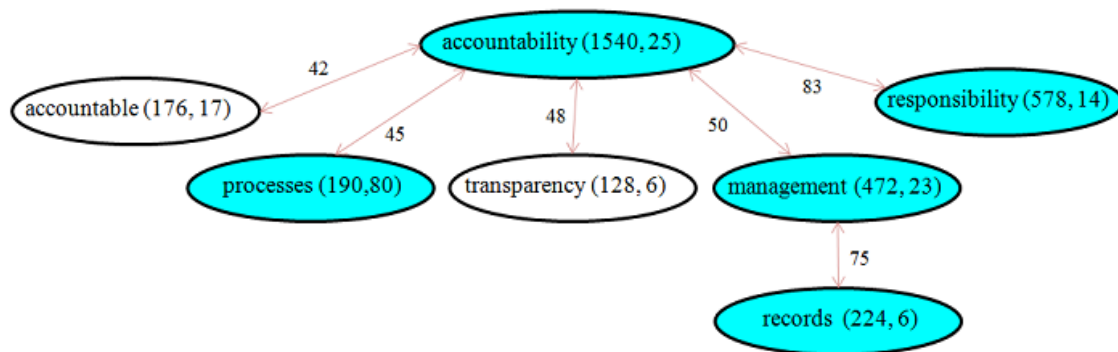 accountability (1540, 25)
42
83
accountable (176, 17)
responsibility (578, 14)
45
48
50
processes (190,80)
transparency (128, 6)
management (472, 23)
75
records (224, 6)